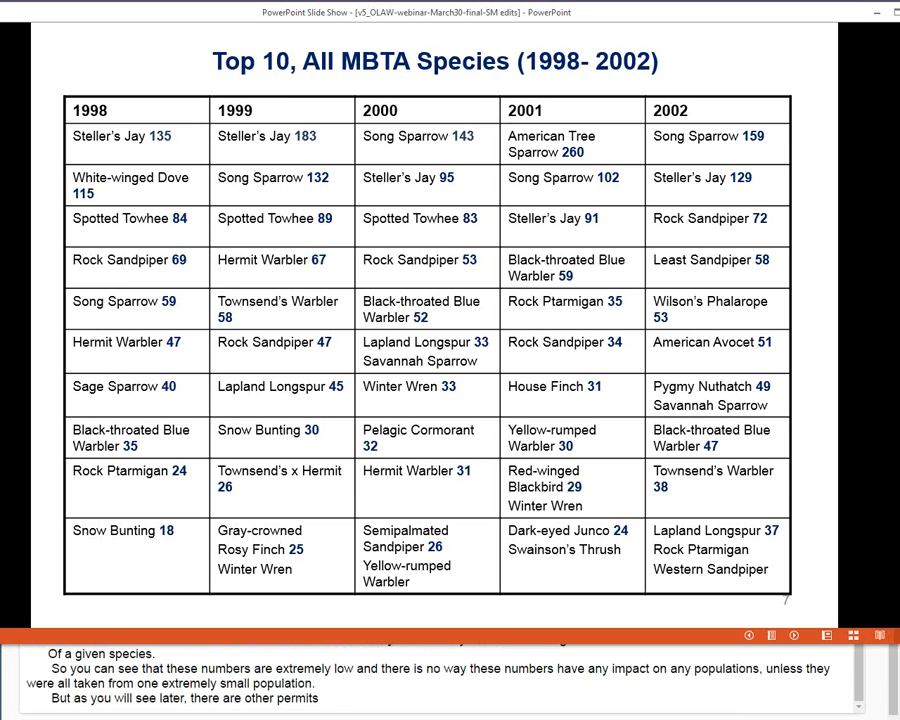 PowerPoint Slide Show - [v5_OLAW-webinar-March30-final-SM edits] - PowerPoint
Top 10, All MBTA Species (1998- 2002)
1998 1999 2000 2001 2002
Steller's Jay 135 Steller's Jay 183 Song Sparrow 143 American Tree Song Sparrow 159
Sparrow 260
White-winged Dove Song Sparrow 132 Steller's Jay 95 Song Sparrow 102 Steller's Jay 129
115
Spotted Towhee 84 Spotted Towhee 89 Spotted Towhee 83 Steller's Jay 91 Rock Sandpiper 72
Rock Sandpiper 69 Hermit Warbler 67 Rock Sandpiper 53 Black-throated Blue Least Sandpiper 58
Warbler 59
Song Sparrow 59 Townsend's Warbler Black-throated Blue Rock Ptarmigan 35 Wilson's Phalarope
58 Warbler 52 53
Hermit Warbler 47 Rock Sandpiper 47 Lapland Longspur 33 Rock Sandpiper 34 American Avocet 51
Savannah Sparrow
Sage Sparrow 40 Lapland Longspur 45 Winter Wren 33 House Finch 31 Pygmy Nuthatch 49
Savannah Sparrow
Black-throated Blue Snow Bunting 30 Pelagic Cormorant Yellow-rumped Black-throated Blue
Warbler 35 32 Warbler 30 Warbler 47
Rock Ptarmigan 24 Townsend's x Hermit Hermit Warbler 31 Red-winged Townsend's Warbler
26 Blackbird 29 38
Winter Wren
Snow Bunting 18 Gray-crowned Semipalmated Dark-eyed Junco 24 Lapland Longspur 37
Rosy Finch 25 Sandpiper 26 Swainson's Thrush Rock Ptarmigan
Winter Wren Yellow-rumped Western Sandpiper
Warbler
7
Of a given species.
So you can see that these numbers are extremely low and there is no way these numbers have any impact on any populations, unless they
were all taken from one extremely small population.
But as you will see later, there are other permits